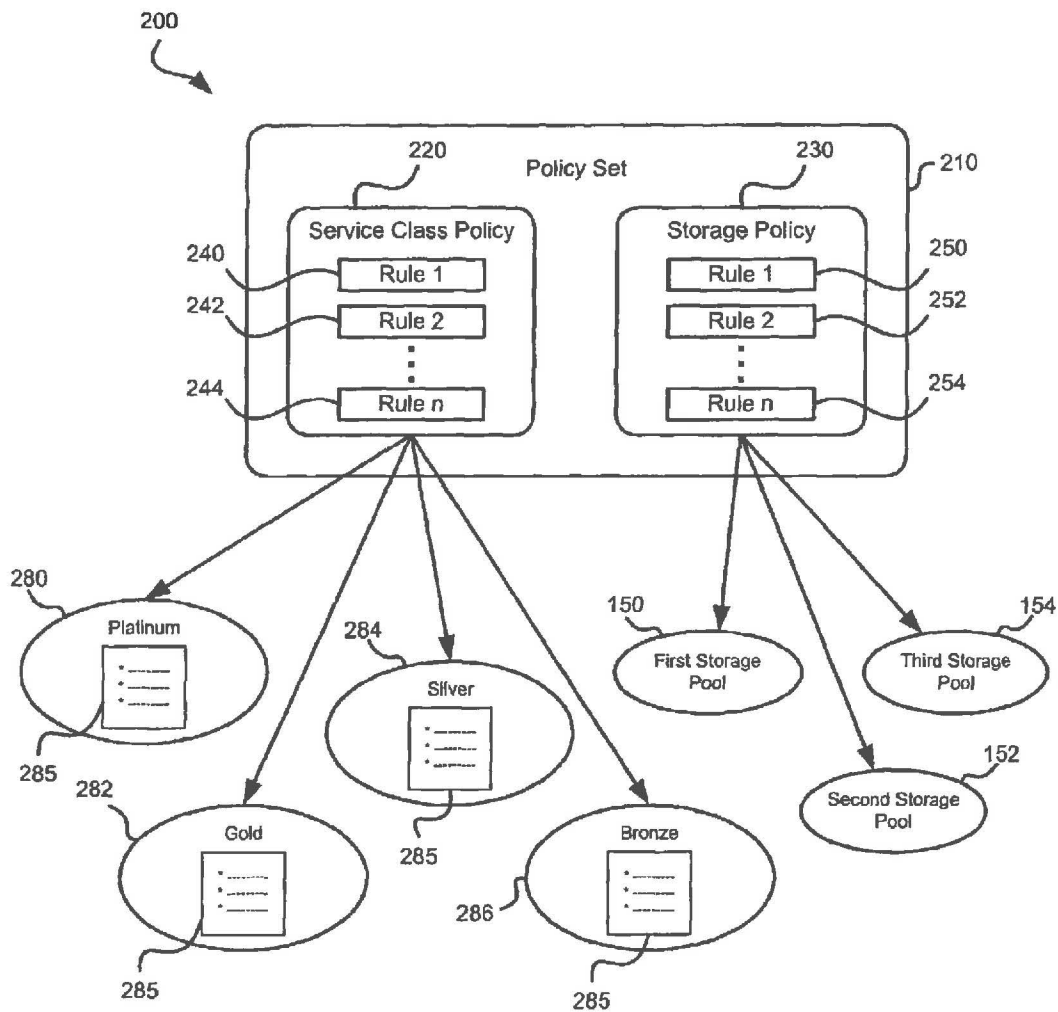 200
220
230
Policy Set
210
Service Class Policy
Storage Policy
240
Rule 1
Rule 1
250
242
Rule 2
Rule 2
252
244
Rule n
Rule n
254
280
Platinum
285
284
Silver
285
282
Gold
285
Bronze
286
285
150
First Storage
Pool
154
Third Storage
Pool
152
Second Storage
Pool